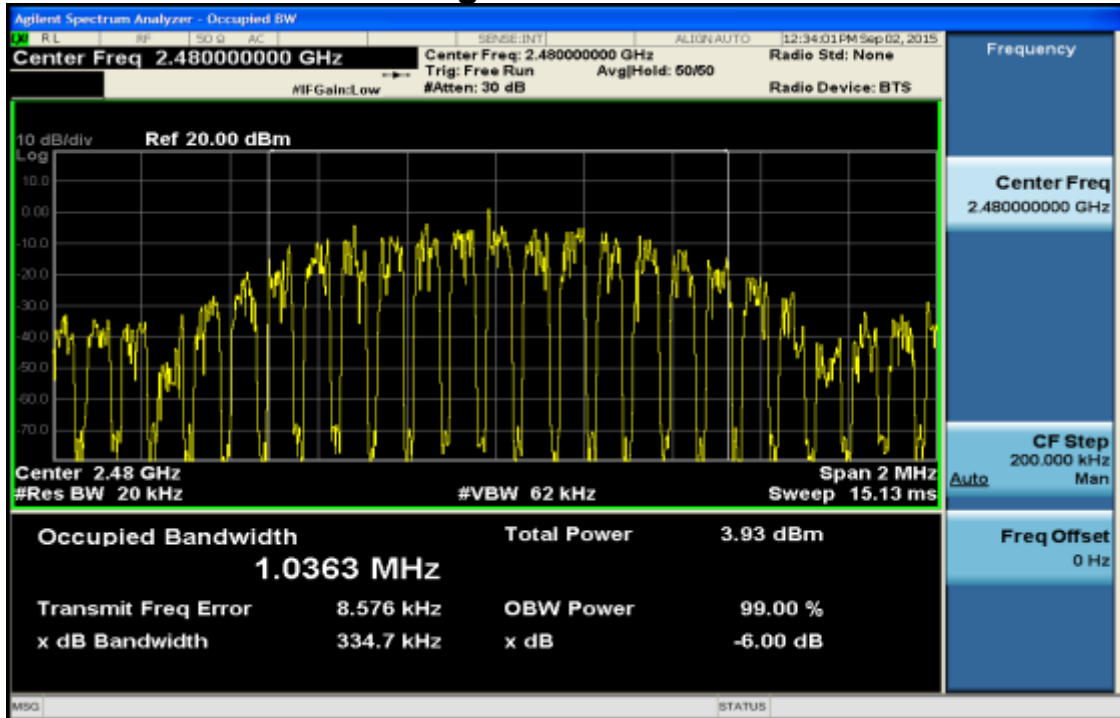 Agilent Spectrum Analyzer - Occupied BW
RL RF 50 Ω AC SENSE:INT ALIGN AUTO 12:34:01 PM Sep 02, 2015
Center Freq 2.480000000 GHz
Center Freq: 2.480000000 GHz
Radio Std: None
Trig: Free Run Avg|Hold: 50/50
#IFGain:Low
#Atten: 30 dB
Radio Device: BTS
10 dB/div Ref 20.00 dBm
Log
10.0
0.00
-10.0
-20.0
-30.0
-40.0
-50.0
-60.0
-70.0
Center 2.48 GHz Span 2 MHz
#Res BW 20 kHz #VBW 62 kHz Sweep 15.13 ms
Occupied Bandwidth Total Power 3.93 dBm
1.0363 MHz
Transmit Freq Error 8.576 kHz OBW Power 99.00 %
x dB Bandwidth 334.7 kHz x dB -6.00 dB
MSG STATUS
Frequency
Center Freq
2.480000000 GHz
CF Step
200.000 kHz
Auto Man
Freq Offset
0 Hz